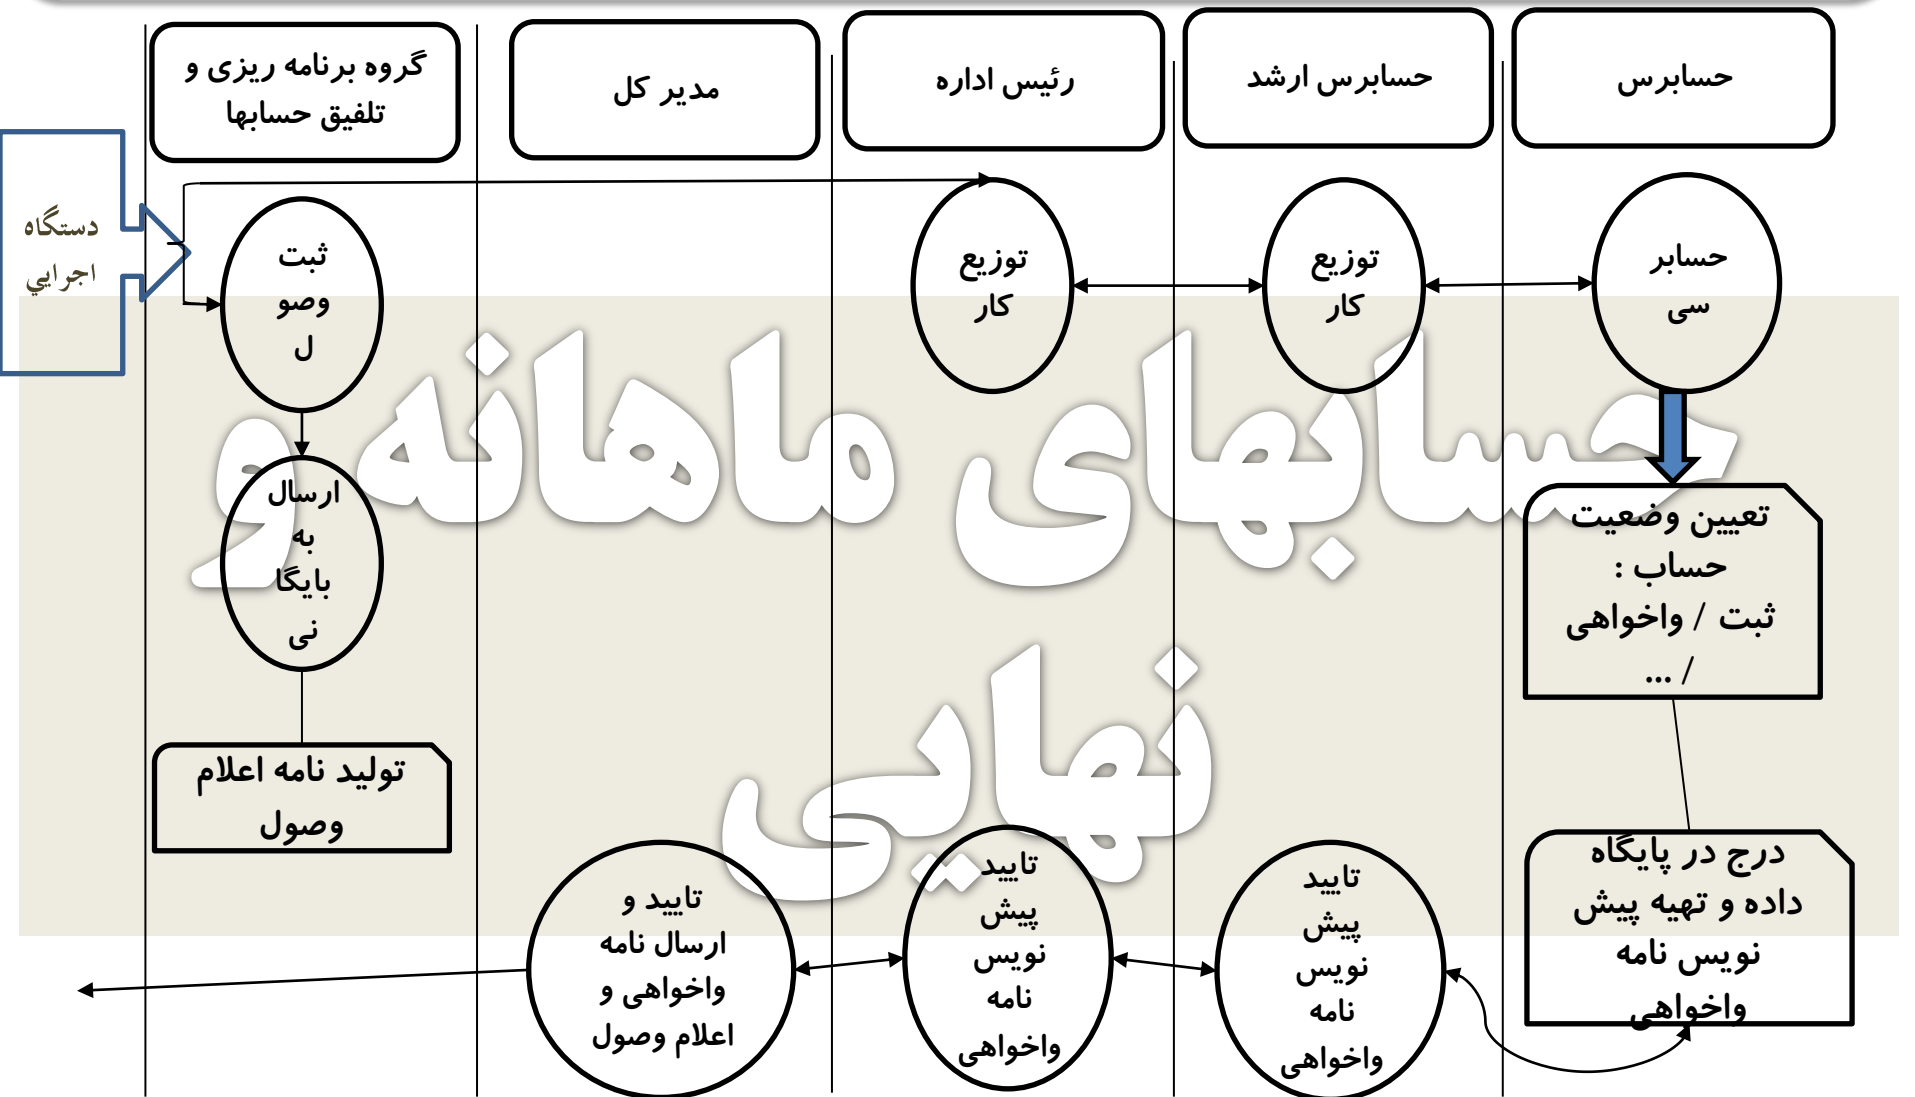 حسابرس
حسابرس ارشد
رئیس اداره
مدیر کل
گروه برنامه ریزی و
تلفیق حسابها
دستگاه
اجرايي
ثبت
وصو
ل
توزیع
کار
توزیع
کار
حسابر
سی
حسابهای ماهانه و
نهایی
ارسال
به
بایگا
نی
تولید نامه اعلام
وصول
تعیین وضعیت
حساب :
ثبت / واخواهی
/ ...
درج در پایگاه
داده و تهیه پیش
نویس نامه
واخواهی
تایید
پیش
نویس
نامه
واخواهی
تایید
پیش
نویس
نامه
واخواهی
تایید و
ارسال نامه
واخواهی و
اعلام وصول